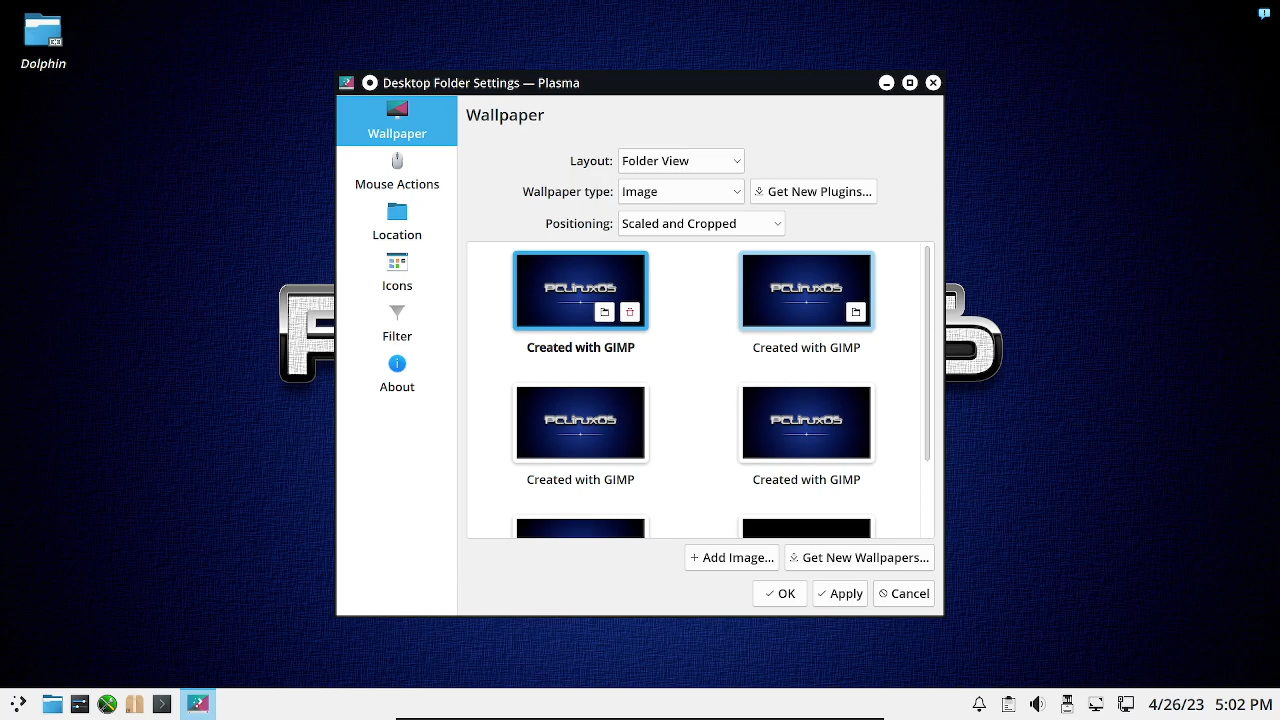 Dolphin
Desktop Folder Settings — Plasma
Wallpaper
Mouse Actions
Location
Icons
Filter
About
Wallpaper
Layout: Folder View
Wallpaper type: Image Get New Plugins...
Positioning: Scaled and Cropped
PCLinuxOS PCLinuxOS
Created with GIMP Created with GIMP
PCLinuxOS PCLinuxOS
Created with GIMP Created with GIMP
+ Add Image... Get New Wallpapers...
OK Apply Cancel
4/26/23 5:02 PM